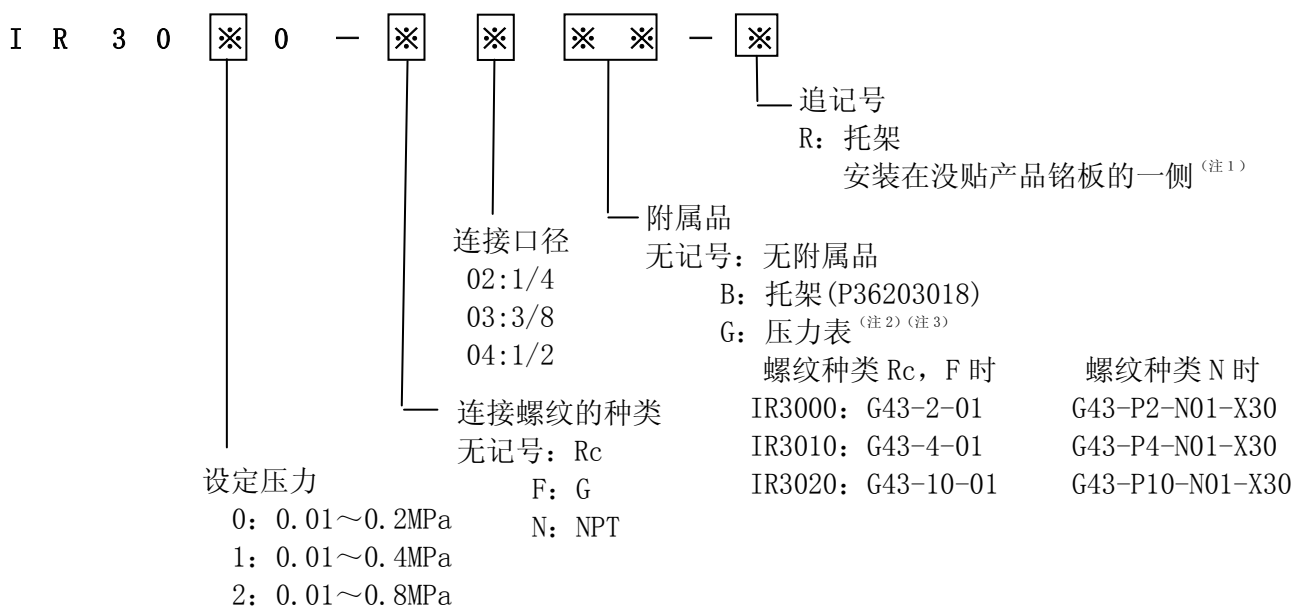 IR30※0-※ ※ ※※-※
追记号
R：托架
安装在没贴产品铭板的一侧（注1）
附属品
无记号：无附属品
B：托架(P36203018)
G：压力表（注2）（注3）
螺纹种类 Rc，F 时 螺纹种类 N 时
IR3000：G43-2-01 G43-P2-N01-X30
IR3010：G43-4-01 G43-P4-N01-X30
IR3020：G43-10-01 G43-P10-N01-X30
连接口径
02:1/4
03:3/8
04:1/2
连接螺纹的种类
无记号：Rc
F：G
N：NPT
设定压力
0：0.01～0.2MPa
1：0.01～0.4MPa
2：0.01～0.8MPa